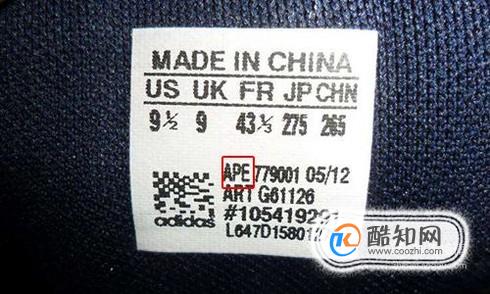 MADE IN CHINA
US UK FR JP CHN
9½ 9 43⅓ 275 265
APE 779001 05/12
ART G61126
adidas
L647D15801
酷知网
www.coozhi.com